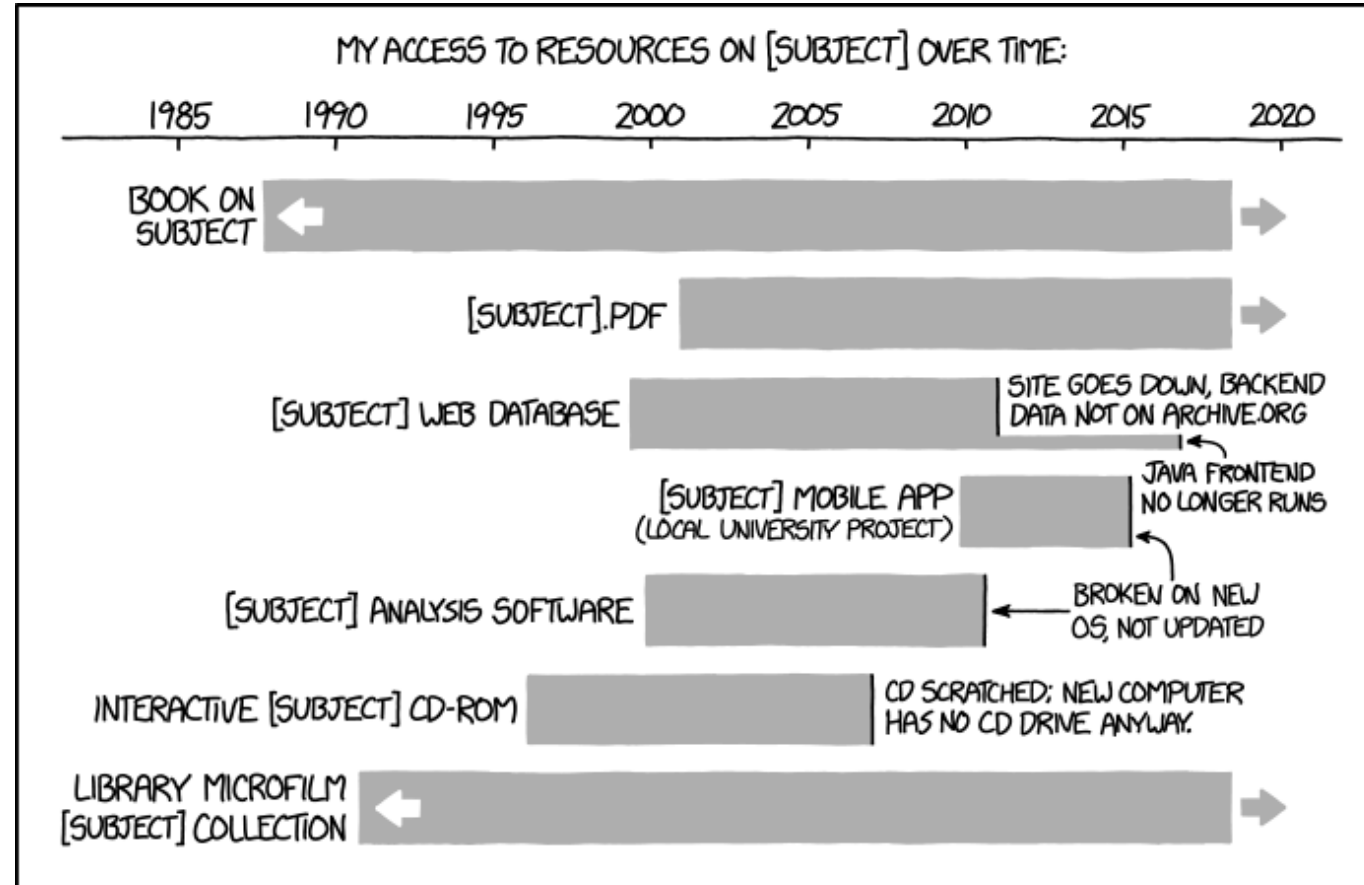 MY ACCESS TO RESOURCES ON [SUBJECT] OVER TIME:
1985 1990 1995 2000 2005 2010 2015 2020
BOOK ON
SUBJECT
[SUBJECT].PDF
[SUBJECT] WEB DATABASE
SITE GOES DOWN, BACKEND
DATA NOT ON ARCHIVE.ORG
JAVA FRONTEND
NO LONGER RUNS
[SUBJECT] MOBILE APP
(LOCAL UNIVERSITY PROJECT)
[SUBJECT] ANALYSIS SOFTWARE
BROKEN ON NEW
OS, NOT UPDATED
INTERACTIVE [SUBJECT] CD-ROM
CD SCRATCHED; NEW COMPUTER
HAS NO CD DRIVE ANYWAY.
LIBRARY MICROFILM
[SUBJECT] COLLECTION